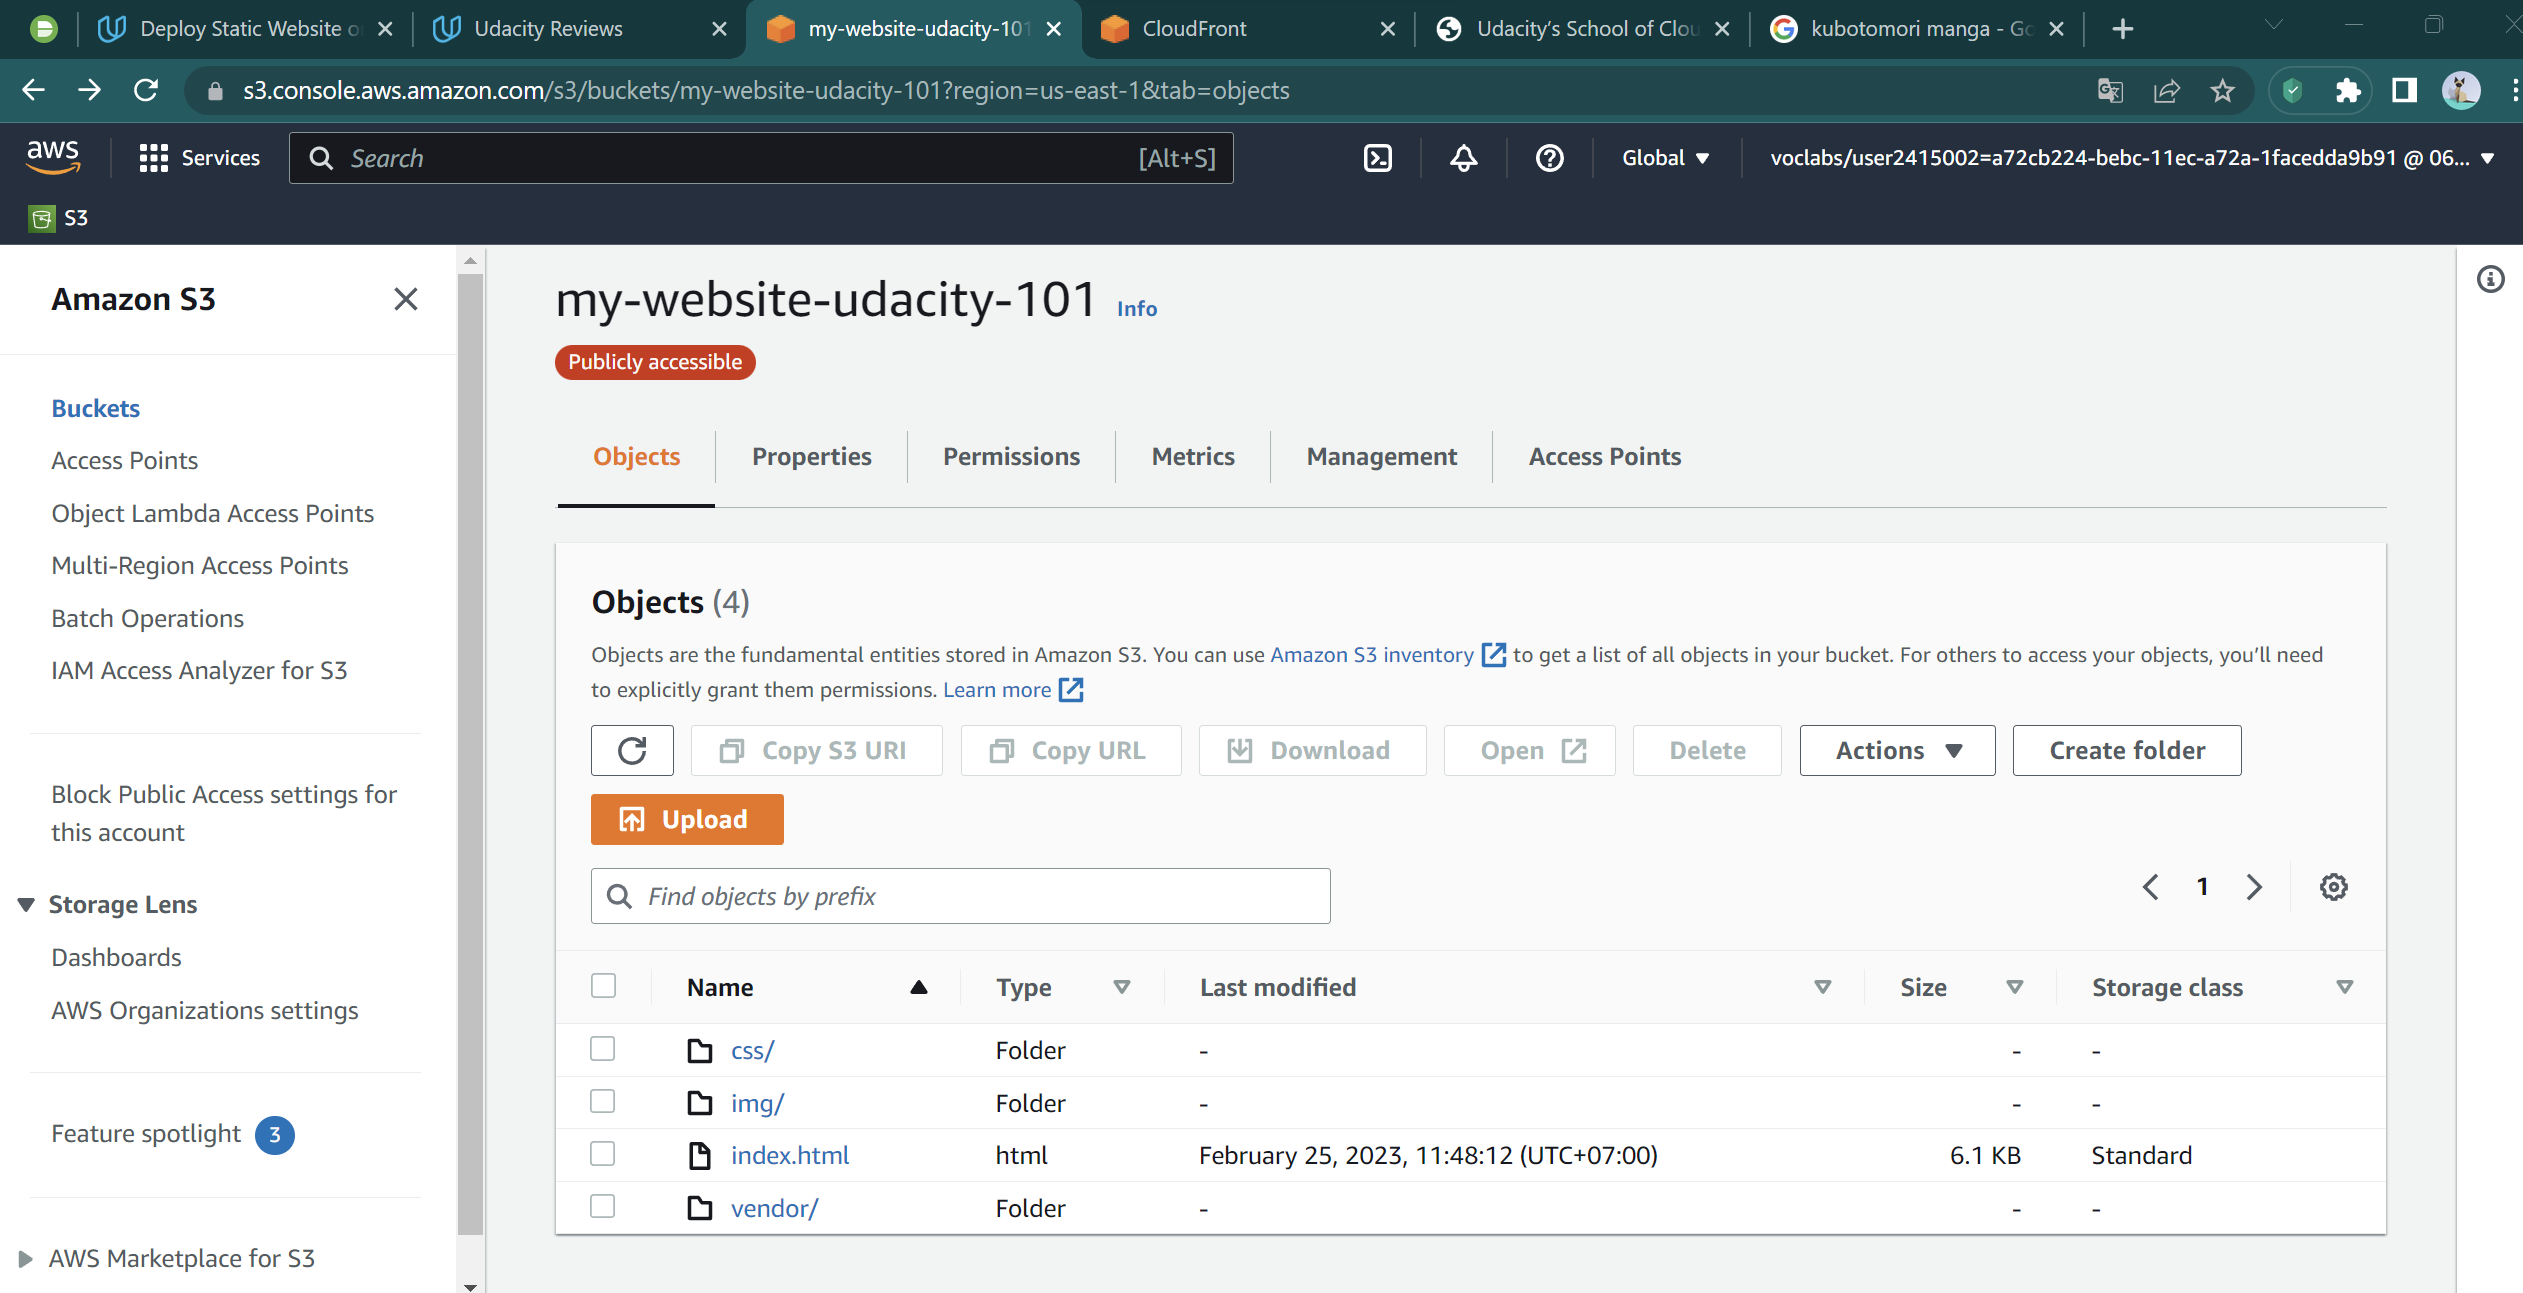 Deploy Static Website o
Udacity Reviews
my-website-udacity-101
CloudFront
Udacity’s School of Clou
kubotomori manga - Go
s3.console.aws.amazon.com/s3/buckets/my-website-udacity-101?region=us-east-1&tab=objects
aws
Services
Search
[Alt+S]
Global
voclabs/user2415002=a72cb224-bebc-11ec-a72a-1facedda9b91 @ 06...
S3
Amazon S3
Buckets
Access Points
Object Lambda Access Points
Multi-Region Access Points
Batch Operations
IAM Access Analyzer for S3
Block Public Access settings for
this account
Storage Lens
Dashboards
AWS Organizations settings
Feature spotlight 3
AWS Marketplace for S3
my-website-udacity-101 Info
Publicly accessible
Objects
Properties
Permissions
Metrics
Management
Access Points
Objects (4)
Objects are the fundamental entities stored in Amazon S3. You can use Amazon S3 inventory to get a list of all objects in your bucket. For others to access your objects, you’ll need
to explicitly grant them permissions. Learn more
Copy S3 URI
Copy URL
Download
Open
Delete
Actions
Create folder
Upload
Find objects by prefix
1
Name Type Last modified Size Storage class
css/ Folder - - -
img/ Folder - - -
index.html html February 25, 2023, 11:48:12 (UTC+07:00) 6.1 KB Standard
vendor/ Folder - - -